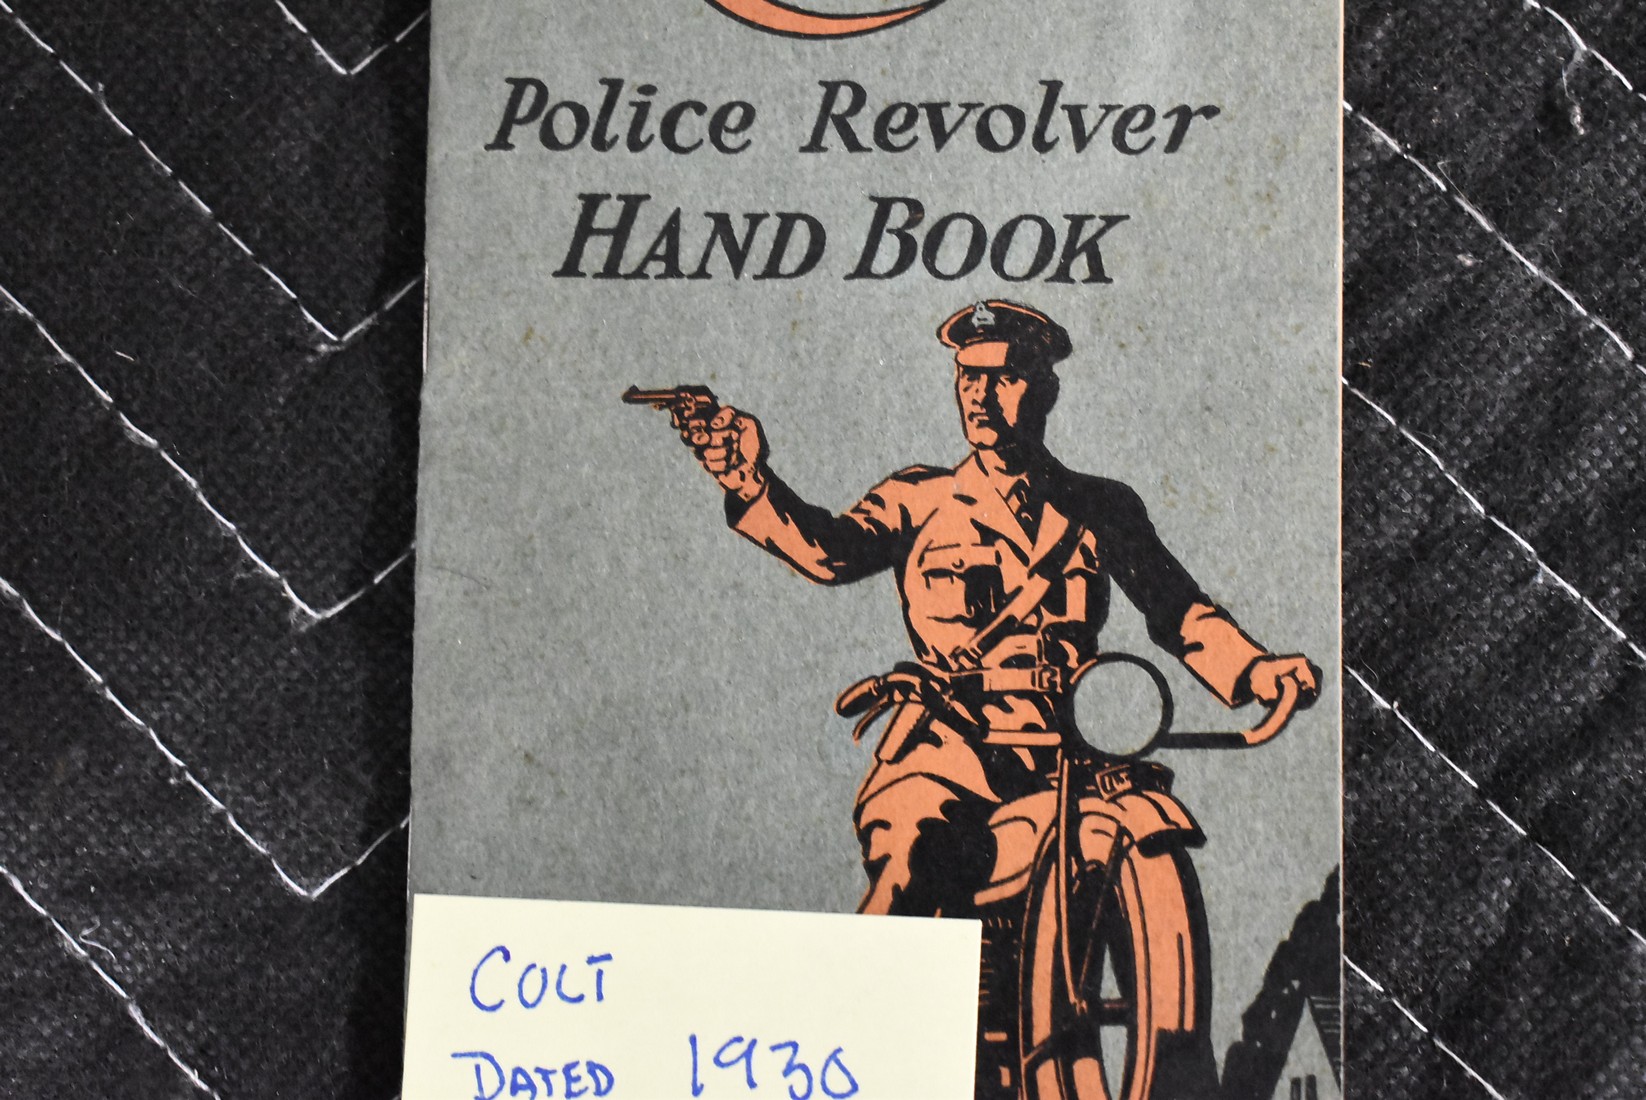 Police Revolver
HAND BOOK
COLT
DATED 1930